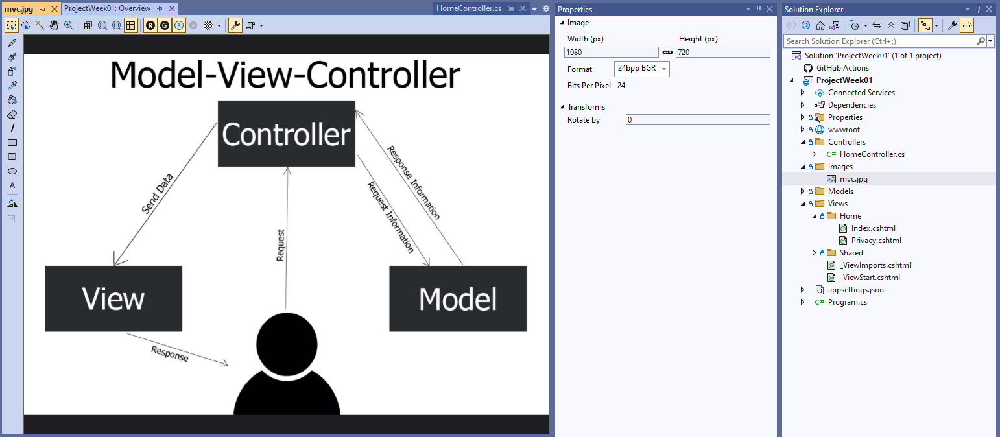 mvc.jpg
ProjectWeek01: Overview
HomeController.cs
R G B A
A
Model-View-Controller
Controller
Send Data
Request
Request Information
Response Information
View
Model
Response
Properties
Image
Width (px) Height (px)
1080 720
Format 24bpp BGR
Bits Per Pixel 24
Transforms
Rotate by 0
Solution Explorer
Search Solution Explorer (Ctrl+;)
Solution 'ProjectWeek01' (1 of 1 project)
GitHub Actions
ProjectWeek01
Connected Services
Dependencies
Properties
wwwroot
Controllers
C# HomeController.cs
Images
mvc.jpg
Models
Views
Home
Index.cshtml
Privacy.cshtml
Shared
_ViewImports.cshtml
_ViewStart.cshtml
appsettings.json
C# Program.cs